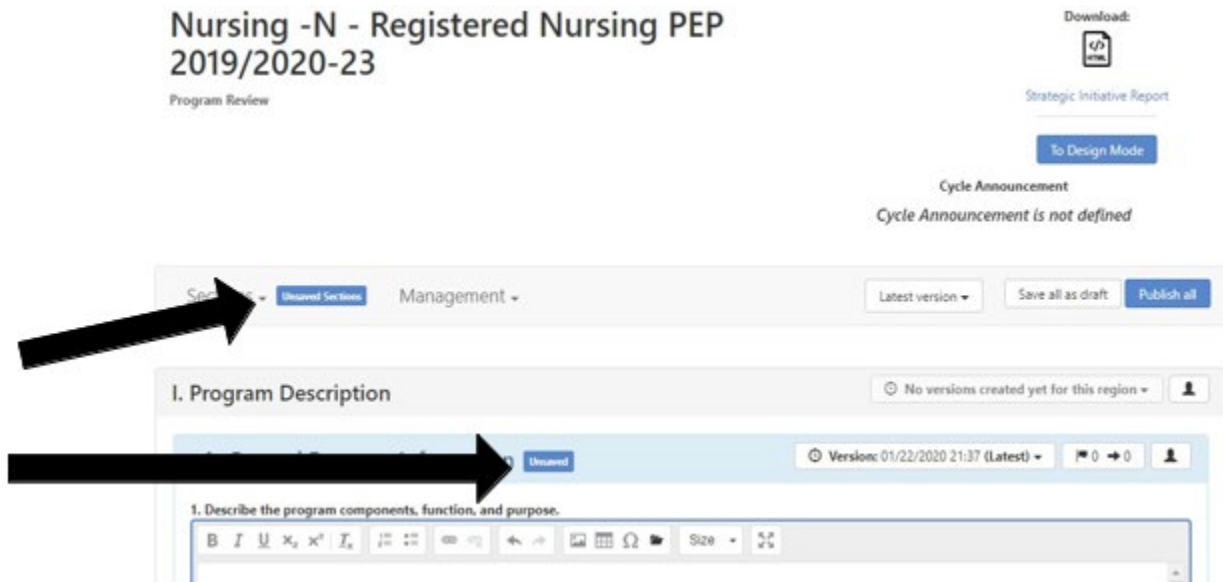 Nursing -N - Registered Nursing PEP
2019/2020-23
Program Review
Download:
HTML
Strategic Initiative Report
To Design Mode
Cycle Announcement
Cycle Announcement is not defined
Unsaved Sections
Management
Latest version
Save all as draft
Publish all
I. Program Description
No versions created yet for this region
Unsaved
Version: 01/22/2020 21:37 (Latest)
0 0
1. Describe the program components, function, and purpose.
B I U x₂ x² Iₓ Ω Size